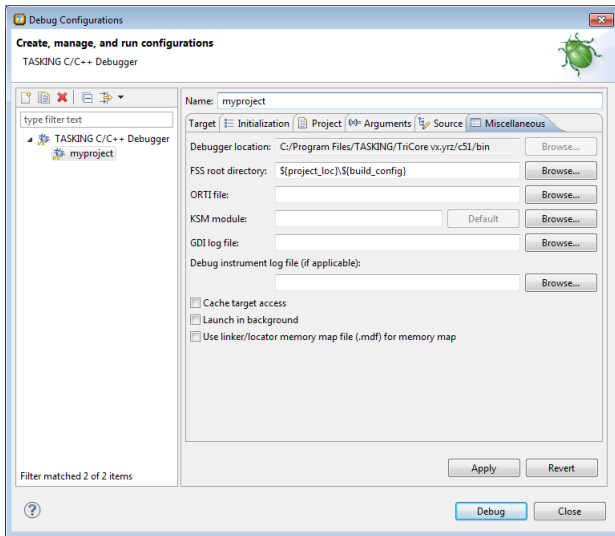 Debug Configurations
Create, manage, and run configurations
TASKING C/C++ Debugger
Name: myproject
type filter text
Target Initialization Project (x)= Arguments Source Miscellaneous
TASKING C/C++ Debugger
myproject
Debugger location: C:/Program Files/TASKING/TriCore vx.yrz/c51/bin Browse...
FSS root directory: ${project_loc}\${build_config} Browse...
ORTI file: Browse...
KSM module: Default Browse...
GDI log file: Browse...
Debug instrument log file (if applicable):
Browse...
Cache target access
Launch in background
Use linker/locator memory map file (.mdf) for memory map
Apply Revert
Filter matched 2 of 2 items
? Debug Close